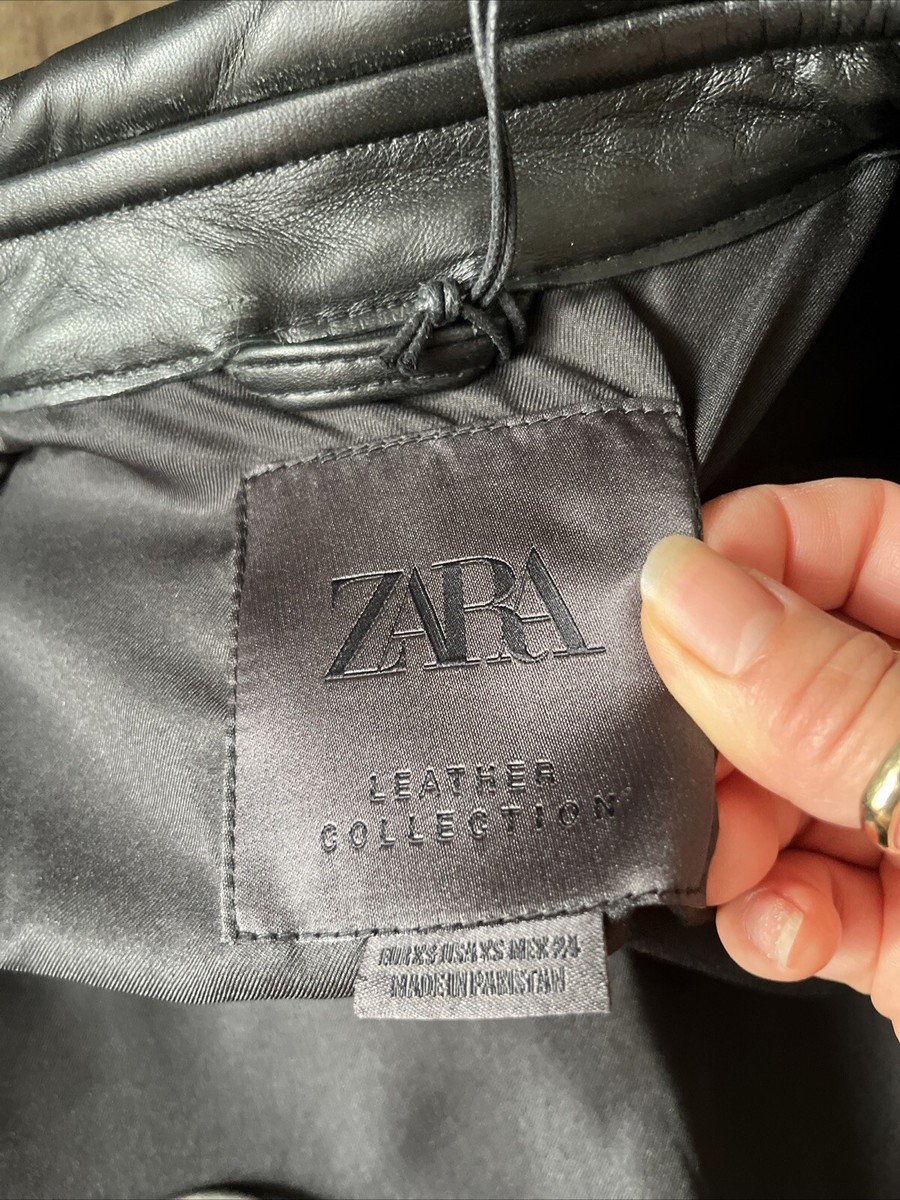 ZARA
LEATHER
COLLECTION
EUR XS USA XS MEX 24
MADE IN PAKISTAN